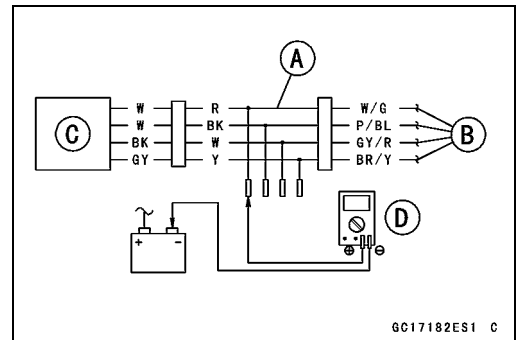 A
W R W/G
W BK P/BL
C BK W GY/R B
GY Y BR/Y
D
+ −
⊕ ⊖
GC17182ES1 C